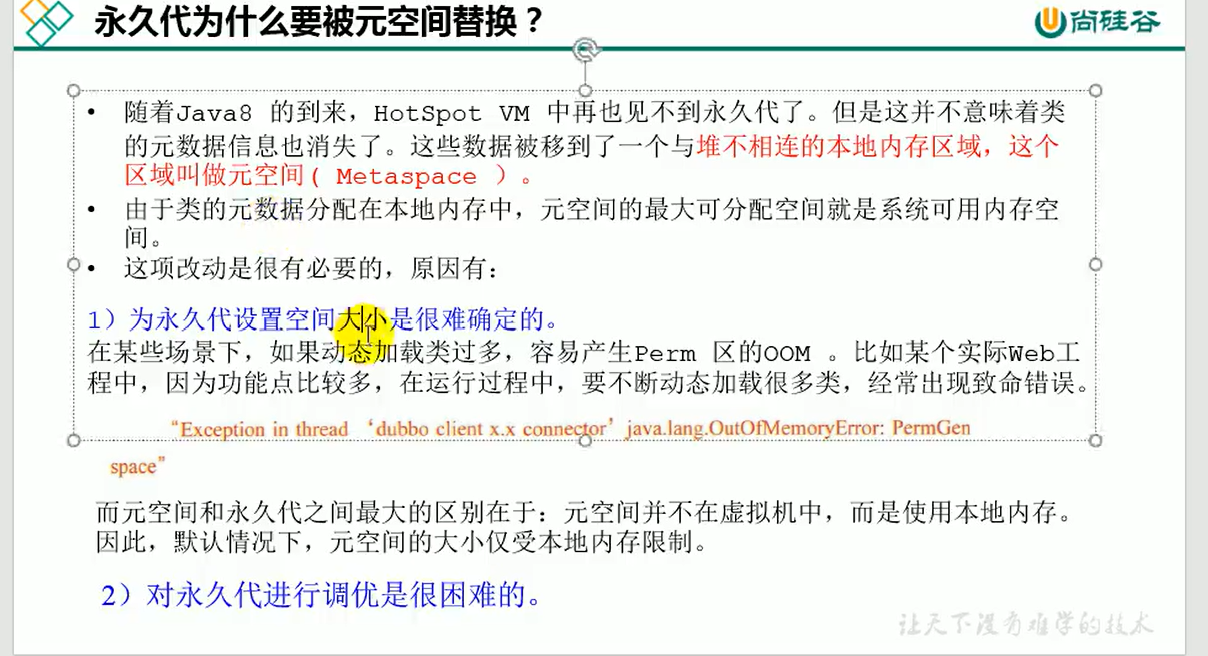 永久代为什么要被元空间替换？
尚硅谷
• 随着Java8 的到来，HotSpot VM 中再也见不到永久代了。但是这并不意味着类
的元数据信息也消失了。这些数据被移到了一个与堆不相连的本地内存区域，这个
区域叫做元空间( Metaspace ）。
• 由于类的元数据分配在本地内存中，元空间的最大可分配空间就是系统可用内存空
间。
• 这项改动是很有必要的，原因有：
1）为永久代设置空间大小是很难确定的。
在某些场景下，如果动态加载类过多，容易产生Perm 区的OOM 。比如某个实际Web工
程中，因为功能点比较多，在运行过程中，要不断动态加载很多类，经常出现致命错误。
“Exception in thread ‘dubbo client x.x connector’ java.lang.OutOfMemoryError: PermGen
space”
而元空间和永久代之间最大的区别在于：元空间并不在虚拟机中，而是使用本地内存。
因此，默认情况下，元空间的大小仅受本地内存限制。
2）对永久代进行调优是很困难的。
让天下没有难学的技术